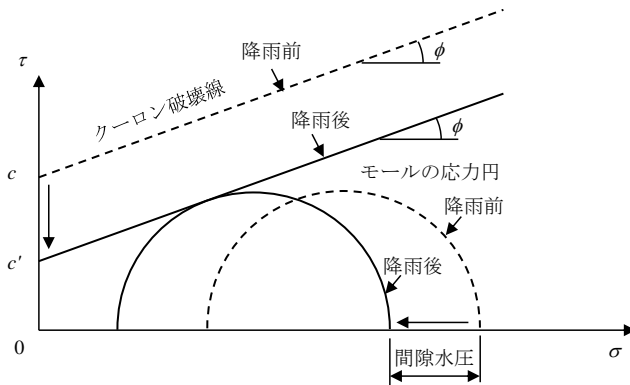 降雨前
ϕ
τ
クーロン破壊線
降雨後
ϕ
モールの応力円
c
降雨前
c′
降雨後
0
間隙水圧
σ